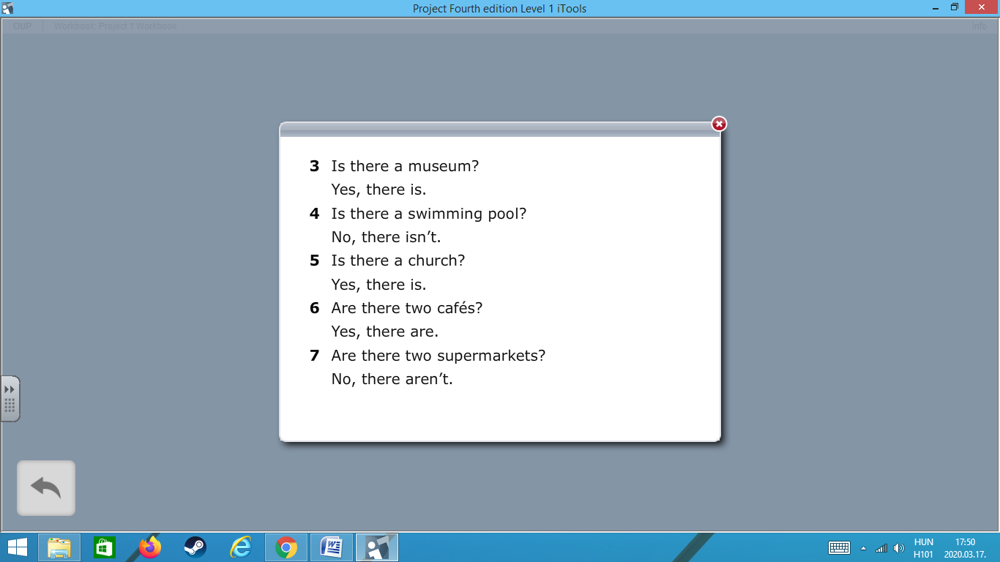 Project Fourth edition Level 1 iTools
OUP Workbook: Project 1 Workbook Info
3 Is there a museum?
Yes, there is.
4 Is there a swimming pool?
No, there isn’t.
5 Is there a church?
Yes, there is.
6 Are there two cafés?
Yes, there are.
7 Are there two supermarkets?
No, there aren’t.
HUN 17:50
H101 2020.03.17.